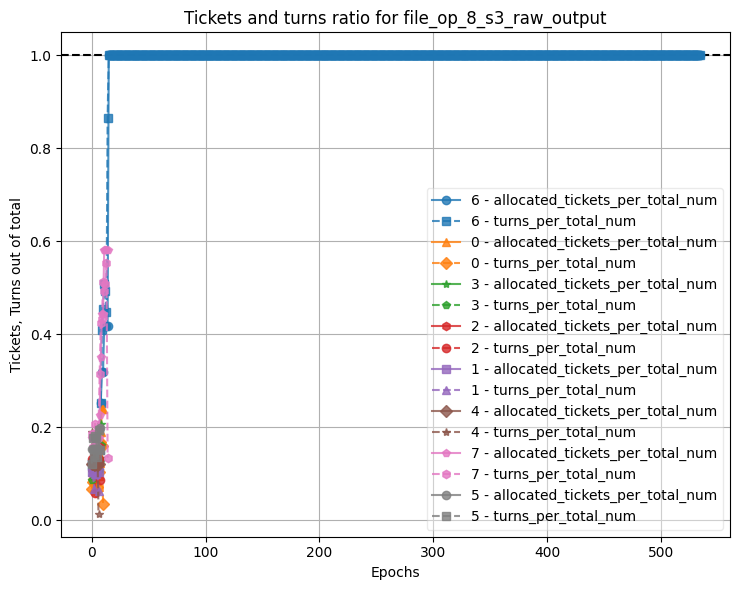 Tickets and turns ratio for file_op_8_s3_raw_output
Tickets, Turns out of total
1.0
0.8
0.6
0.4
0.2
0.0
6 - allocated_tickets_per_total_num
6 - turns_per_total_num
0 - allocated_tickets_per_total_num
0 - turns_per_total_num
3 - allocated_tickets_per_total_num
3 - turns_per_total_num
2 - allocated_tickets_per_total_num
2 - turns_per_total_num
1 - allocated_tickets_per_total_num
1 - turns_per_total_num
4 - allocated_tickets_per_total_num
4 - turns_per_total_num
7 - allocated_tickets_per_total_num
7 - turns_per_total_num
5 - allocated_tickets_per_total_num
5 - turns_per_total_num
0 100 200 300 400 500
Epochs